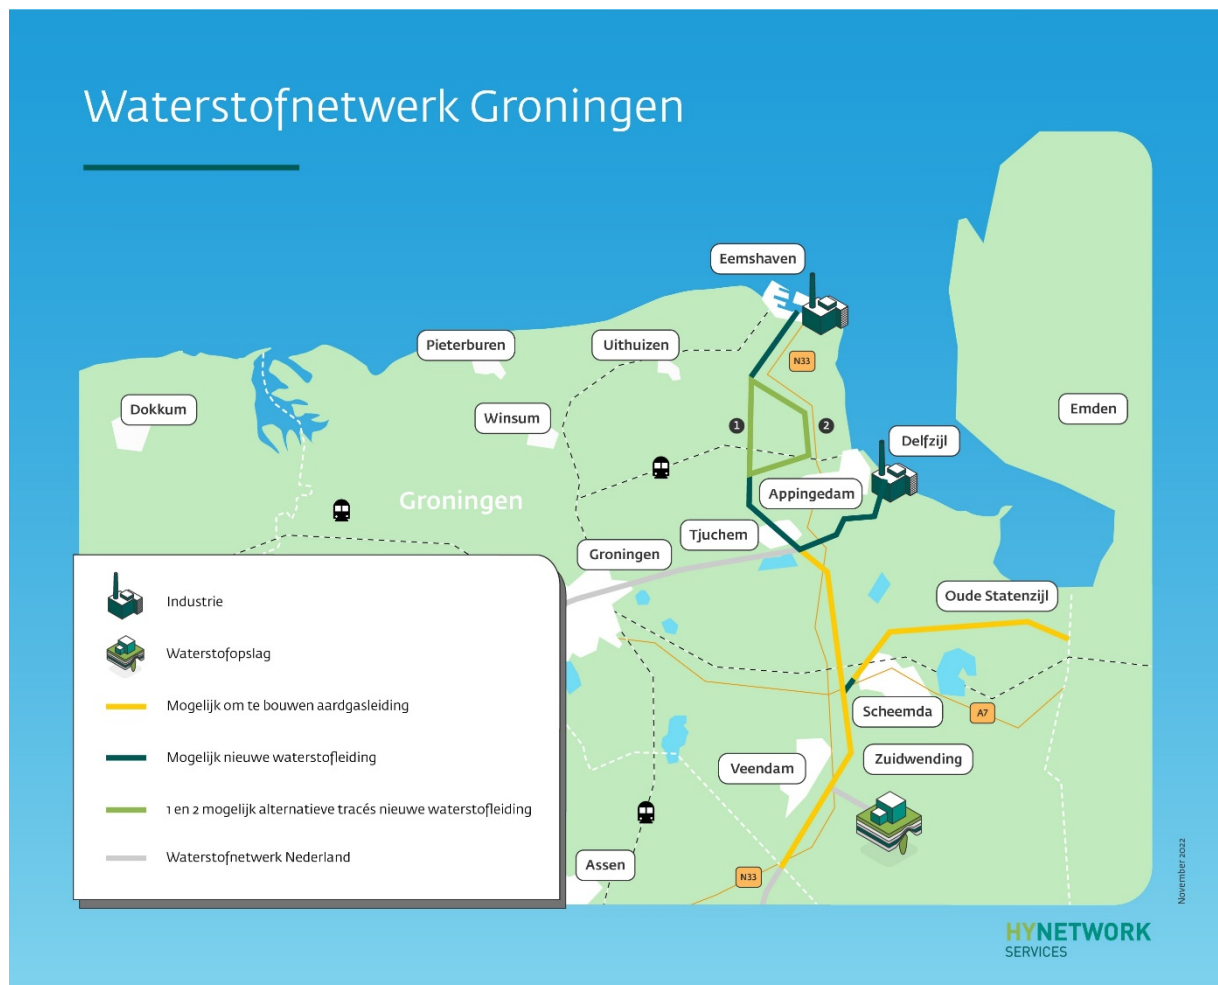 Waterstofnetwerk Groningen
Eemshaven
Pieterburen
Uithuizen
N33
Dokkum
Winsum
Emden
1
2
Delfzijl
Groningen
Appingedam
Tjuchem
Groningen
Oude Statenzijl
Scheemda
A7
Veendam
Zuidwending
Assen
N33
Industrie
Waterstofopslag
Mogelijk om te bouwen aardgasleiding
Mogelijk nieuwe waterstofleiding
1 en 2 mogelijk alternatieve tracés nieuwe waterstofleiding
Waterstofnetwerk Nederland
November 2022
HYNETWORK
SERVICES